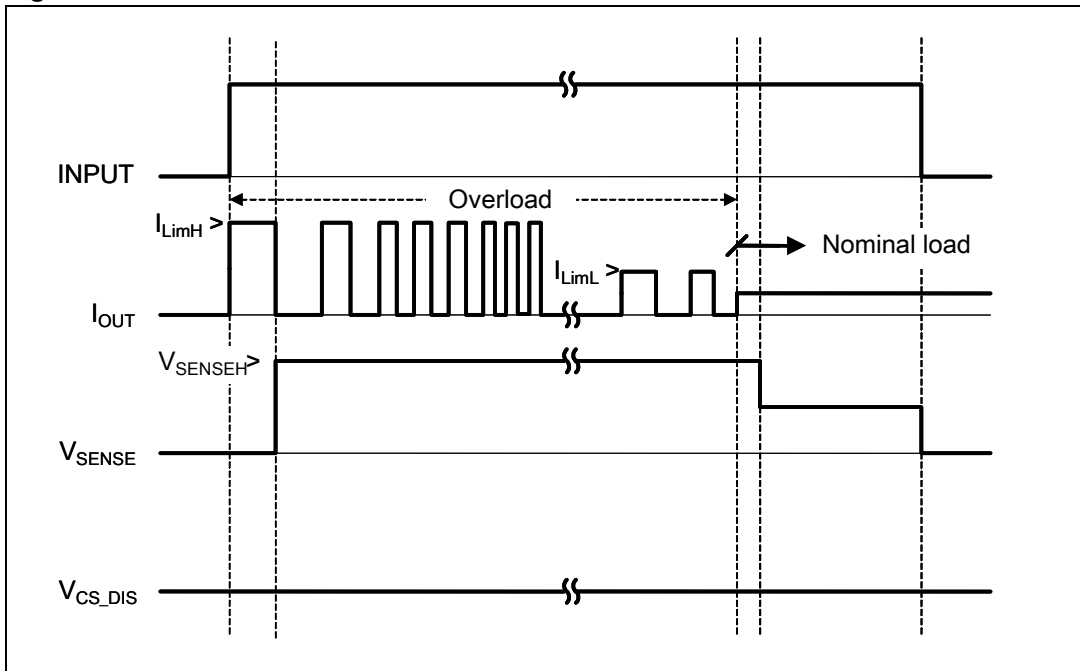 INPUT
Overload
I_LimH >
Nominal load
I_LimL >
I_OUT
V_SENSEH>
V_SENSE
V_CS_DIS